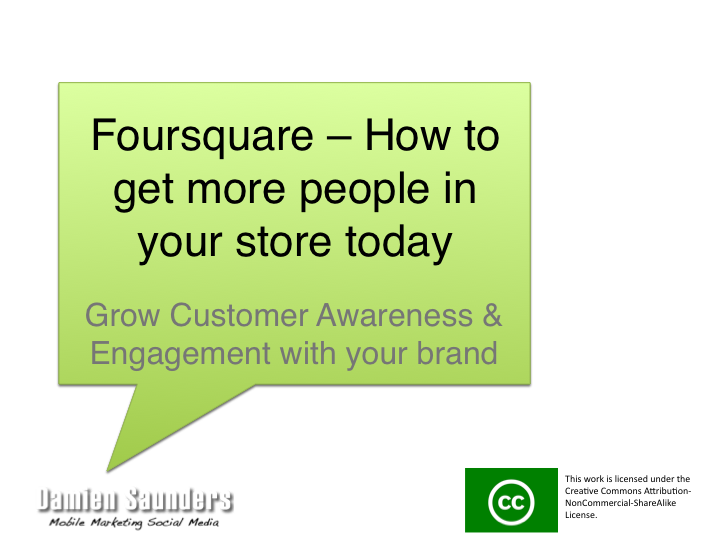 Foursquare – How to
get more people in
your store today
Grow Customer Awareness &
Engagement with your brand
Damien Saunders
Mobile Marketing Social Media
cc
This work is licensed under the
Creative Commons Attribution-
NonCommercial-ShareAlike
License.